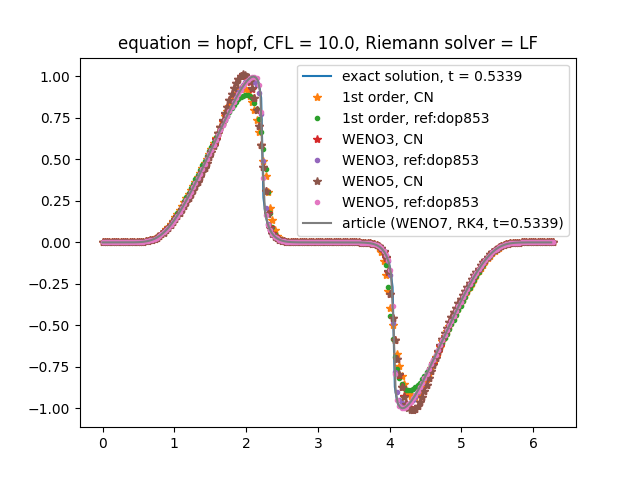 equation = hopf, CFL = 10.0, Riemann solver = LF
1.00
0.75
0.50
0.25
0.00
−0.25
−0.50
−0.75
−1.00
exact solution, t = 0.5339
1st order, CN
1st order, ref:dop853
WENO3, CN
WENO3, ref:dop853
WENO5, CN
WENO5, ref:dop853
article (WENO7, RK4, t=0.5339)
0 1 2 3 4 5 6